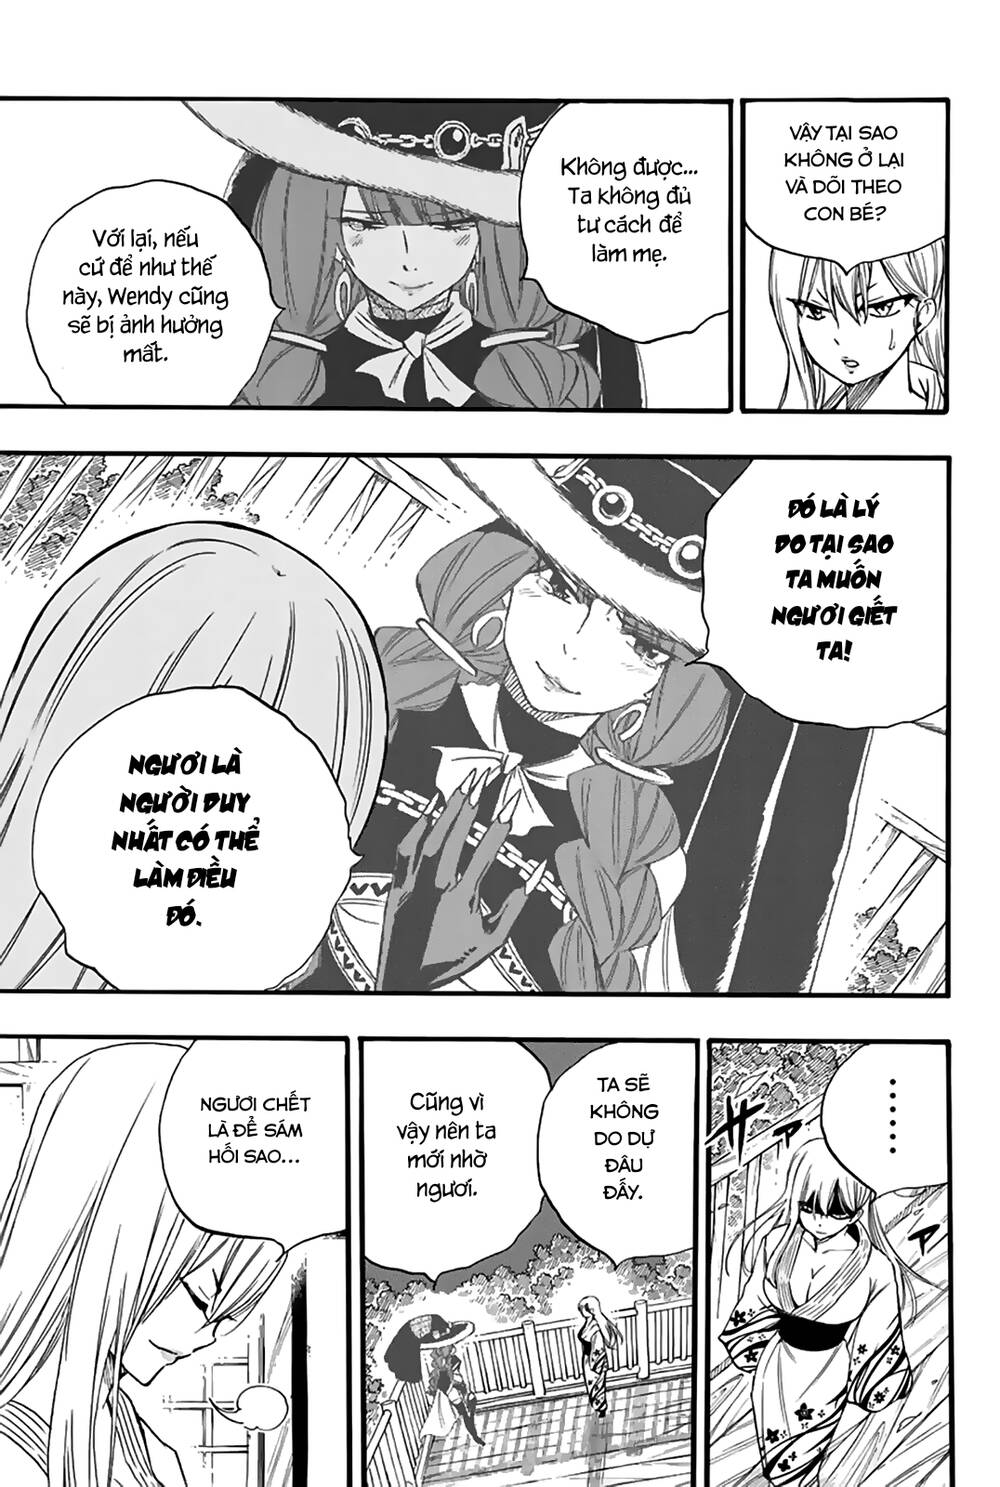 VẬY TẠI SAO
KHÔNG Ở LẠI
VÀ DÕI THEO
CON BÉ?
Không được...
Ta không đủ
tư cách để
làm mẹ.
Với lại, nếu
cứ để như thế
này, Wendy cũng
sẽ bị ảnh hưởng
mất.
ĐÓ LÀ LÝ
DO TẠI SAO
TA MUỐN
NGƯƠI GIẾT
TA!
NGƯƠI LÀ
NGƯỜI DUY
NHẤT CÓ THỂ
LÀM ĐIỀU
ĐÓ.
......
TA SẼ
KHÔNG
DO DỰ
ĐÂU
ĐẤY.
Cũng vì
vậy nên ta
mới nhờ
ngươi.
NGƯƠI CHẾT
LÀ ĐỂ SÁM
HỐI SAO...